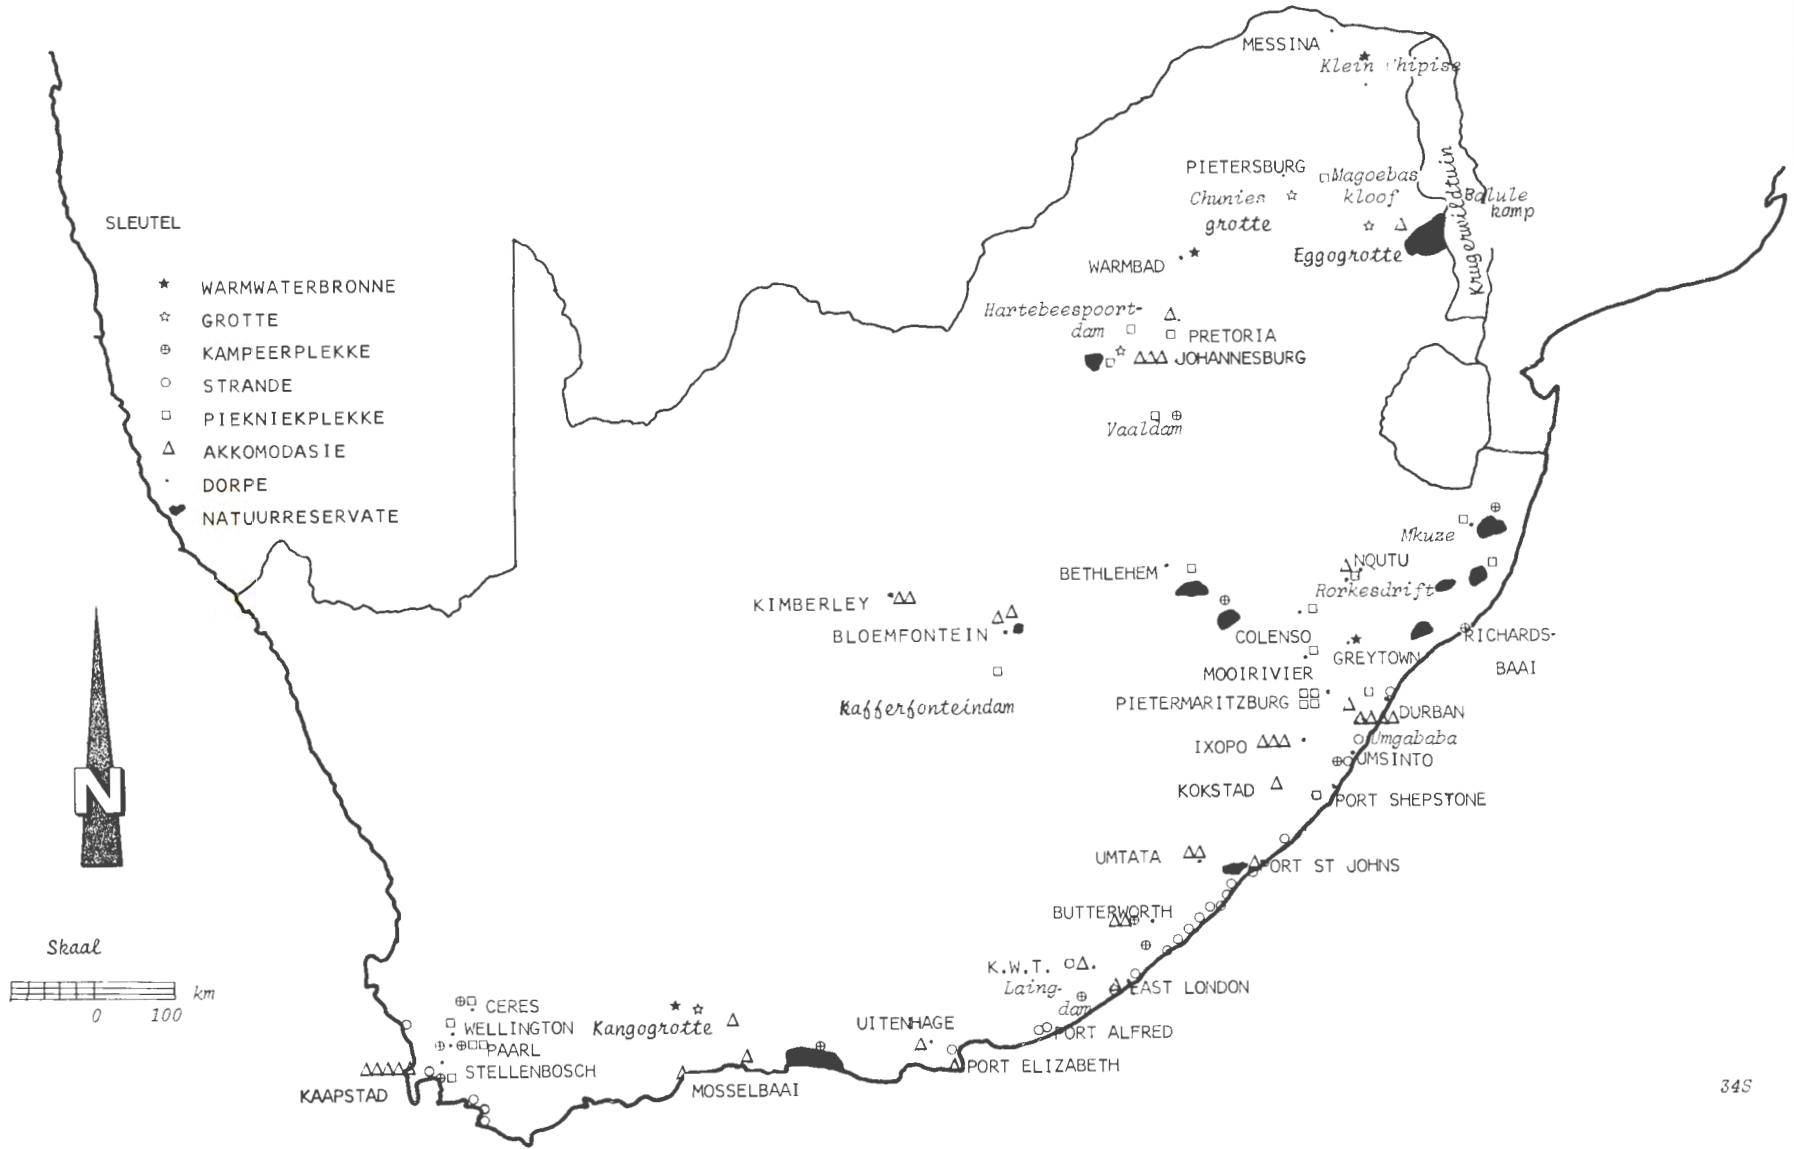 MESSINA
Klein Chipise
PIETERSBURG
Magoebas
kloof
Chunies
grotte
Balule
kamp
Krugerwildtuin
Eggogrotte
SLEUTEL
WARMWATERBRONNE
GROTTE
KAMPEERPLEKKE
STRANDE
PIEKNIEKPLEKKE
AKKOMODASIE
DORPE
NATUURRESERVATE
WARMBAD
Hartebeespoort-
dam
PRETORIA
JOHANNESBURG
Vaaldam
Mkuze
NQUTU
BETHLEHEM
Rorkesdrift
KIMBERLEY
BLOEMFONTEIN
COLENSO
RICHARDS-
BAAI
GREYTOWN
MOOIRIVIER
Kafferfonteindam
PIETERMARITZBURG
DURBAN
Umgababa
IXOPO
UMSINTO
KOKSTAD
PORT SHEPSTONE
UMTATA
PORT ST JOHNS
BUTTERWORTH
K.W.T.
Laing-
dam
EAST LONDON
N
Skaal
km
0 100
CERES
WELLINGTON
PAARL
STELLENBOSCH
KAAPSTAD
Kangogrotte
MOSSELBAAI
UITENHAGE
PORT ALFRED
PORT ELIZABETH
34S